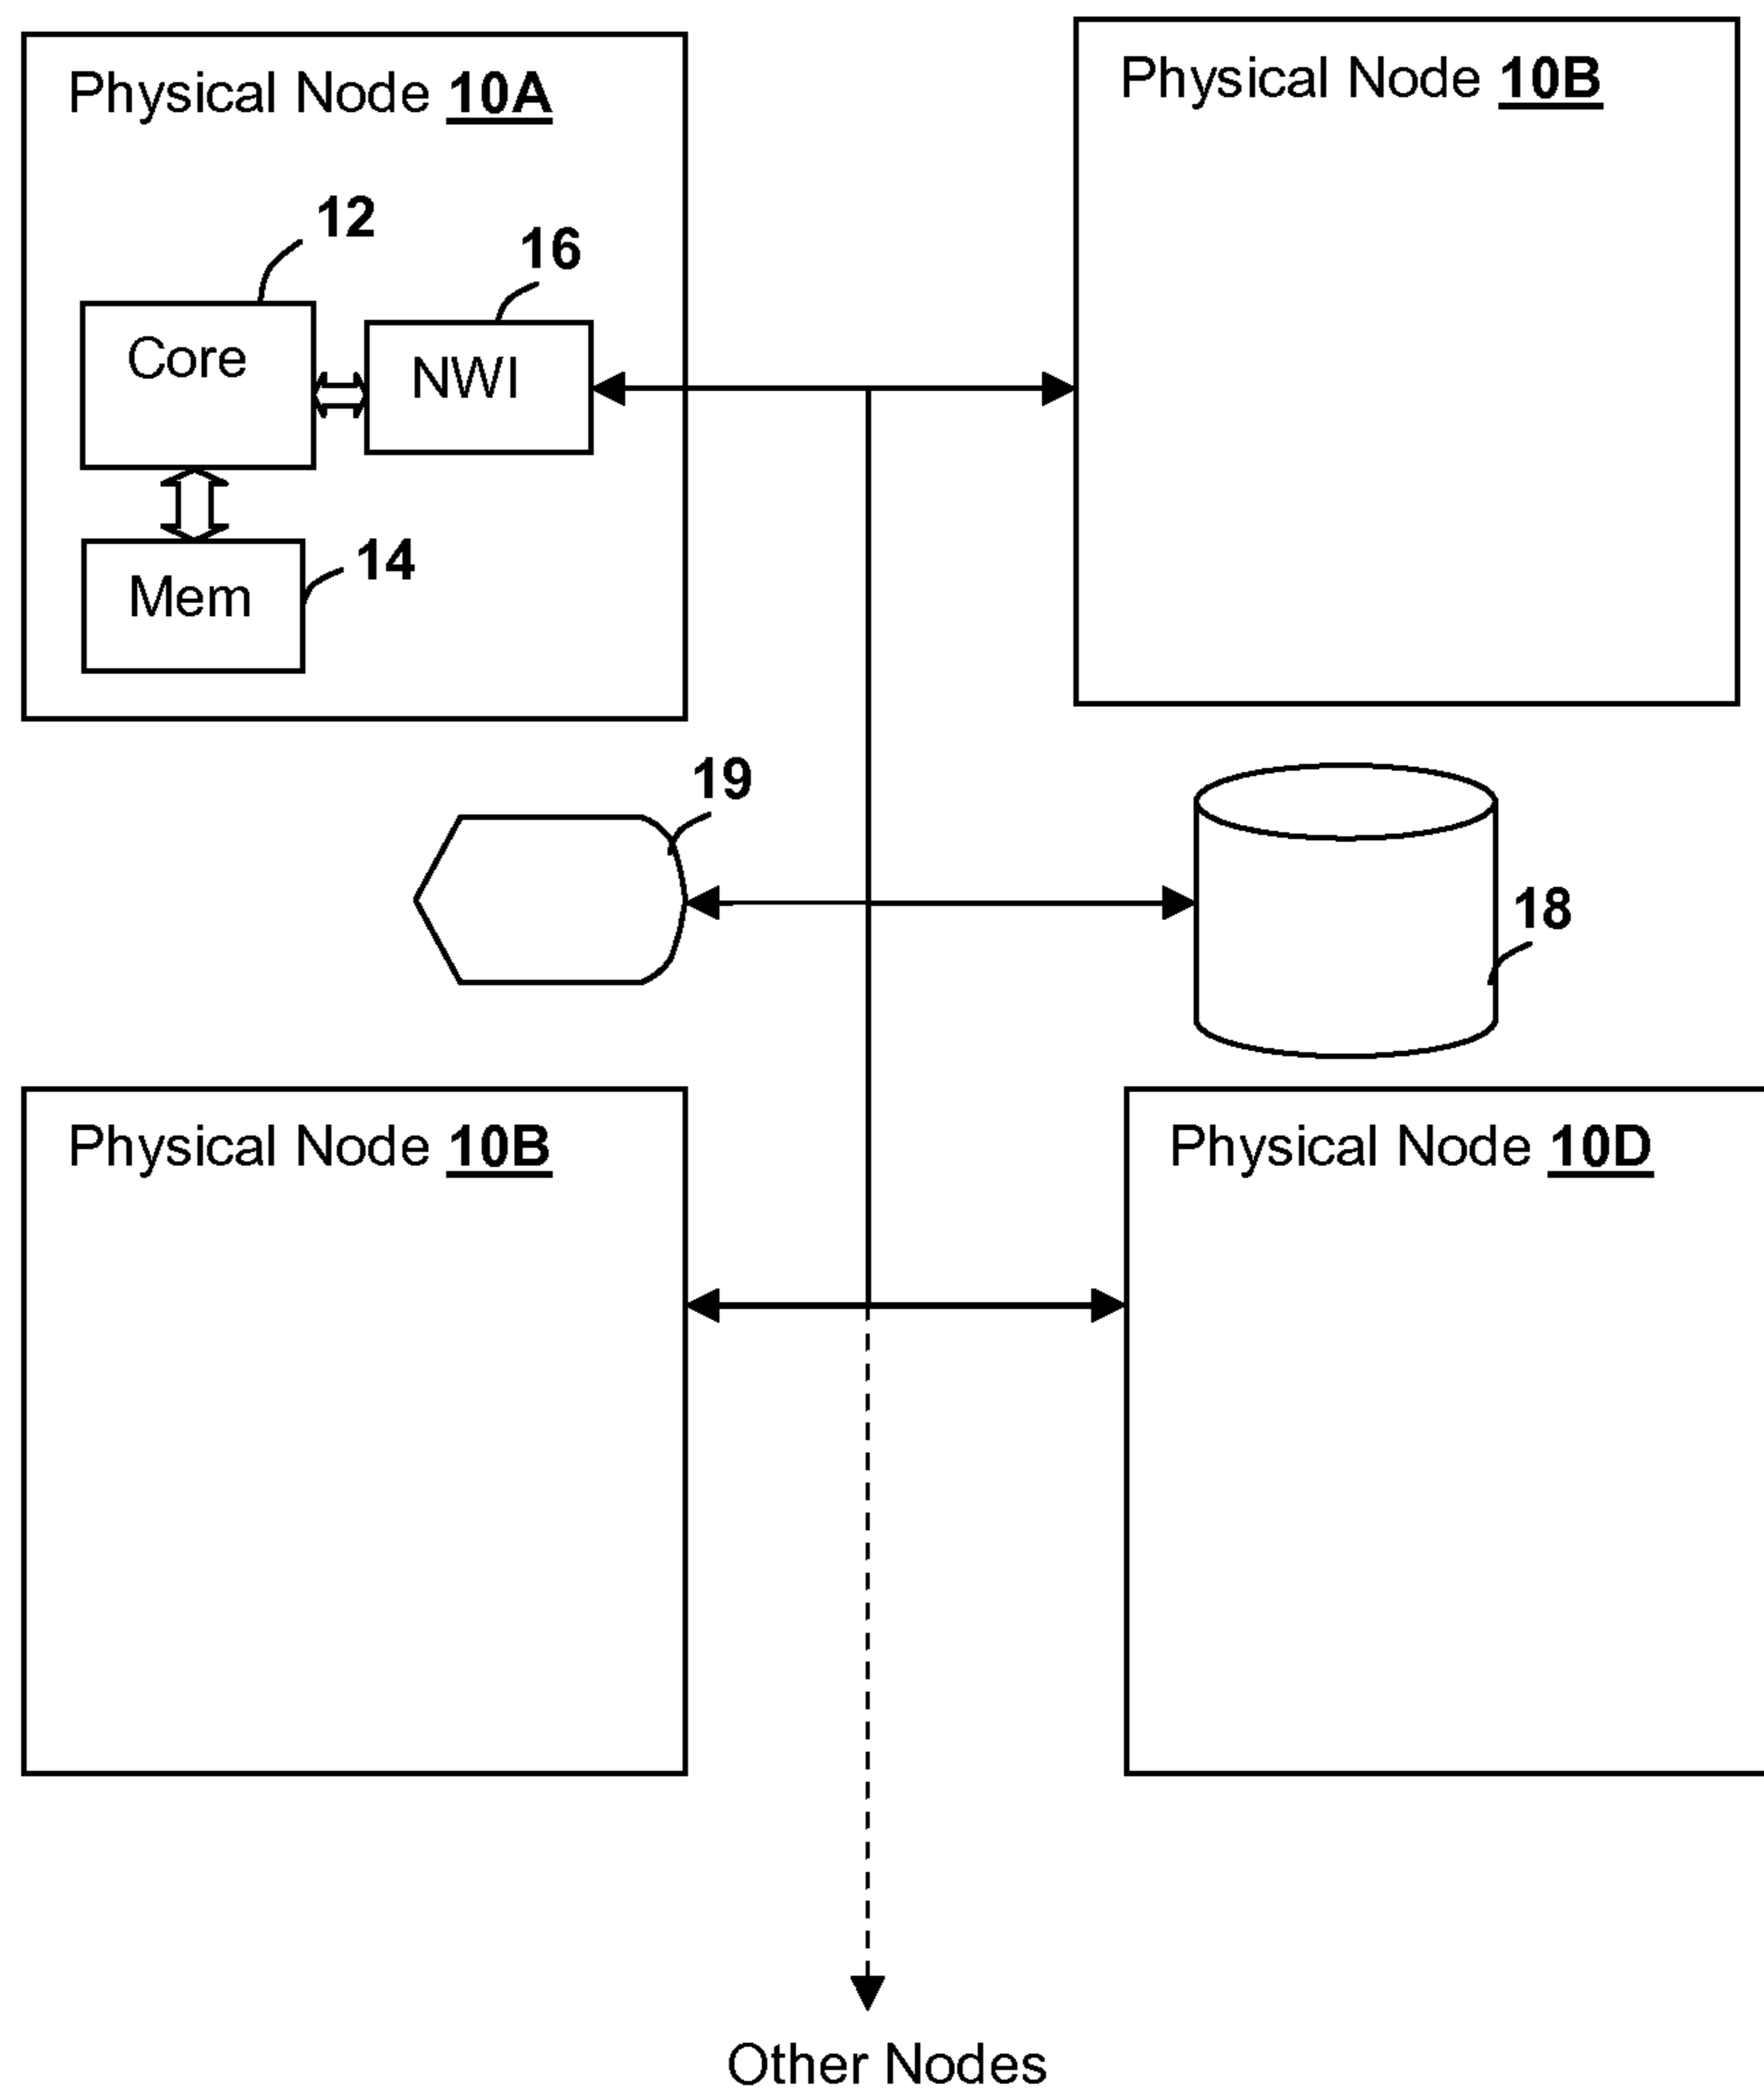 Physical Node 10A
Physical Node 10B
12
16
Core
NWI
14
Mem
19
18
Physical Node 10B
Physical Node 10D
Other Nodes